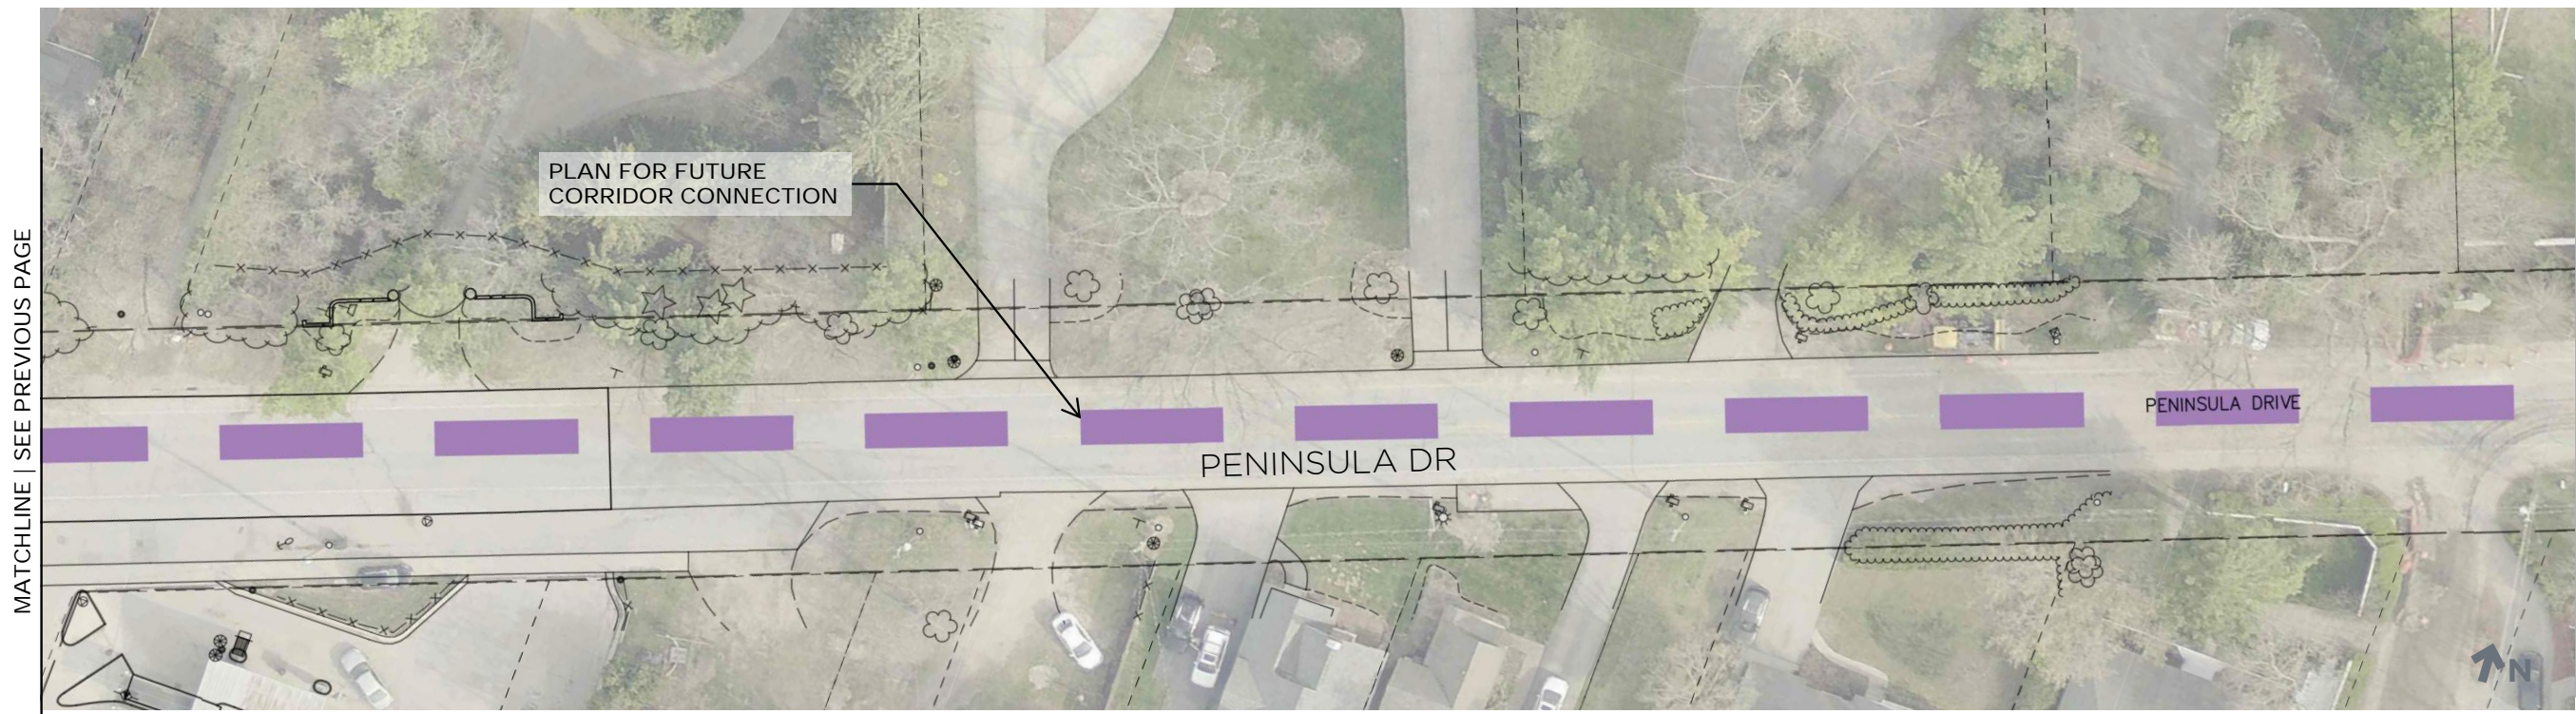 MATCHLINE | SEE PREVIOUS PAGE
PLAN FOR FUTURE
CORRIDOR CONNECTION
PENINSULA DRIVE
PENINSULA DR
N